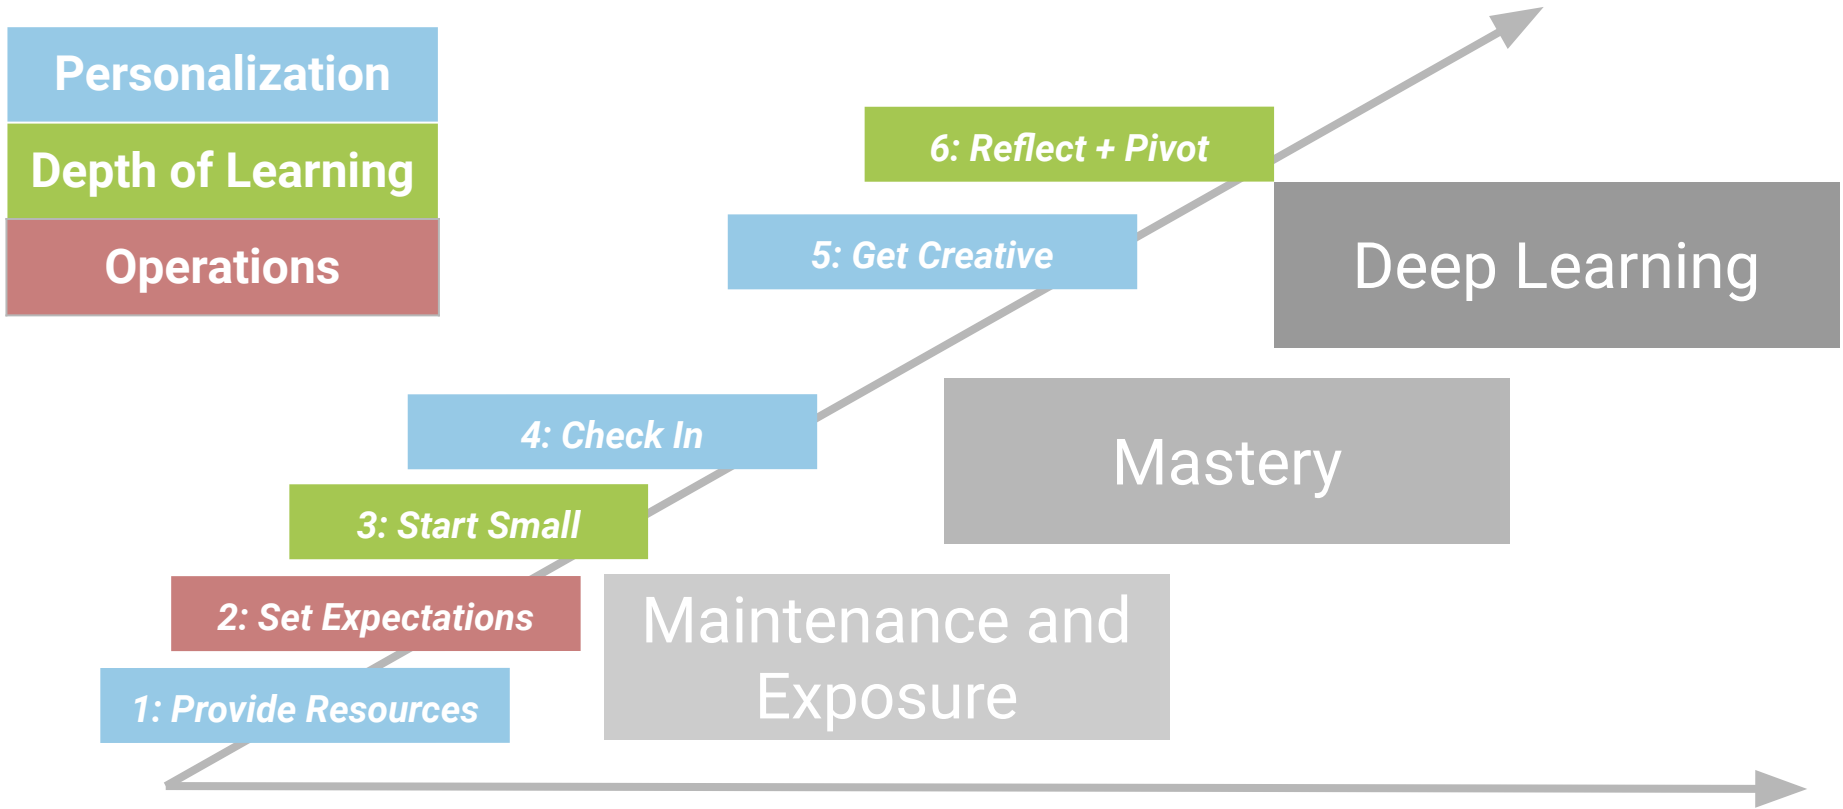 Personalization
Depth of Learning
Operations
6: Reflect + Pivot
5: Get Creative
Deep Learning
4: Check In
Mastery
3: Start Small
2: Set Expectations
Maintenance and
Exposure
1: Provide Resources